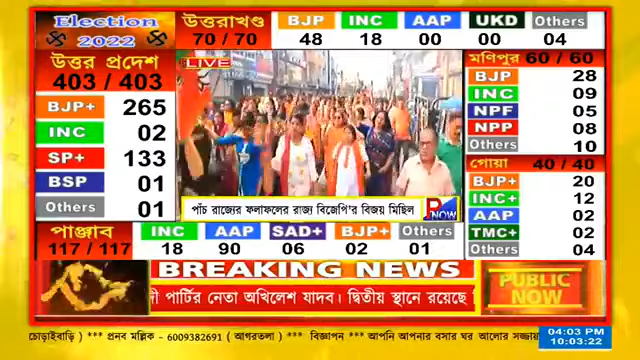 Election 2022
উত্তরাখণ্ড
70 / 70
BJP INC AAP UKD Others
48 18 00 00 04
উত্তর প্রদেশ
403 / 403
BJP+ 265
INC 02
SP+ 133
BSP 01
Others 01
LIVE
মণিপুর 60 / 60
BJP 28
INC 09
NPF 05
NPP 08
Others 10
গোয়া 40 / 40
BJP+ 20
INC+ 12
AAP 02
TMC+ 02
Others 04
পাঁচ রাজ্যের ফলাফলের রাজ্য বিজেপি'র বিজয় মিছিল
NOW
পাঞ্জাব
117 / 117
INC AAP SAD+ BJP+ Others
18 90 06 02 01
BREAKING NEWS
দী পার্টির নেতা অখিলেশ যাদব। দ্বিতীয় স্থানে রয়েছে
PUBLIC NOW
চোড়াইবাড়ি ) *** প্রনব মল্লিক - 6009382691 ( আগরতলা ) *** বিজ্ঞাপন *** আপনি আপনার বসার ঘর আলোর সজ্জায়
04:03 PM
10:03:22